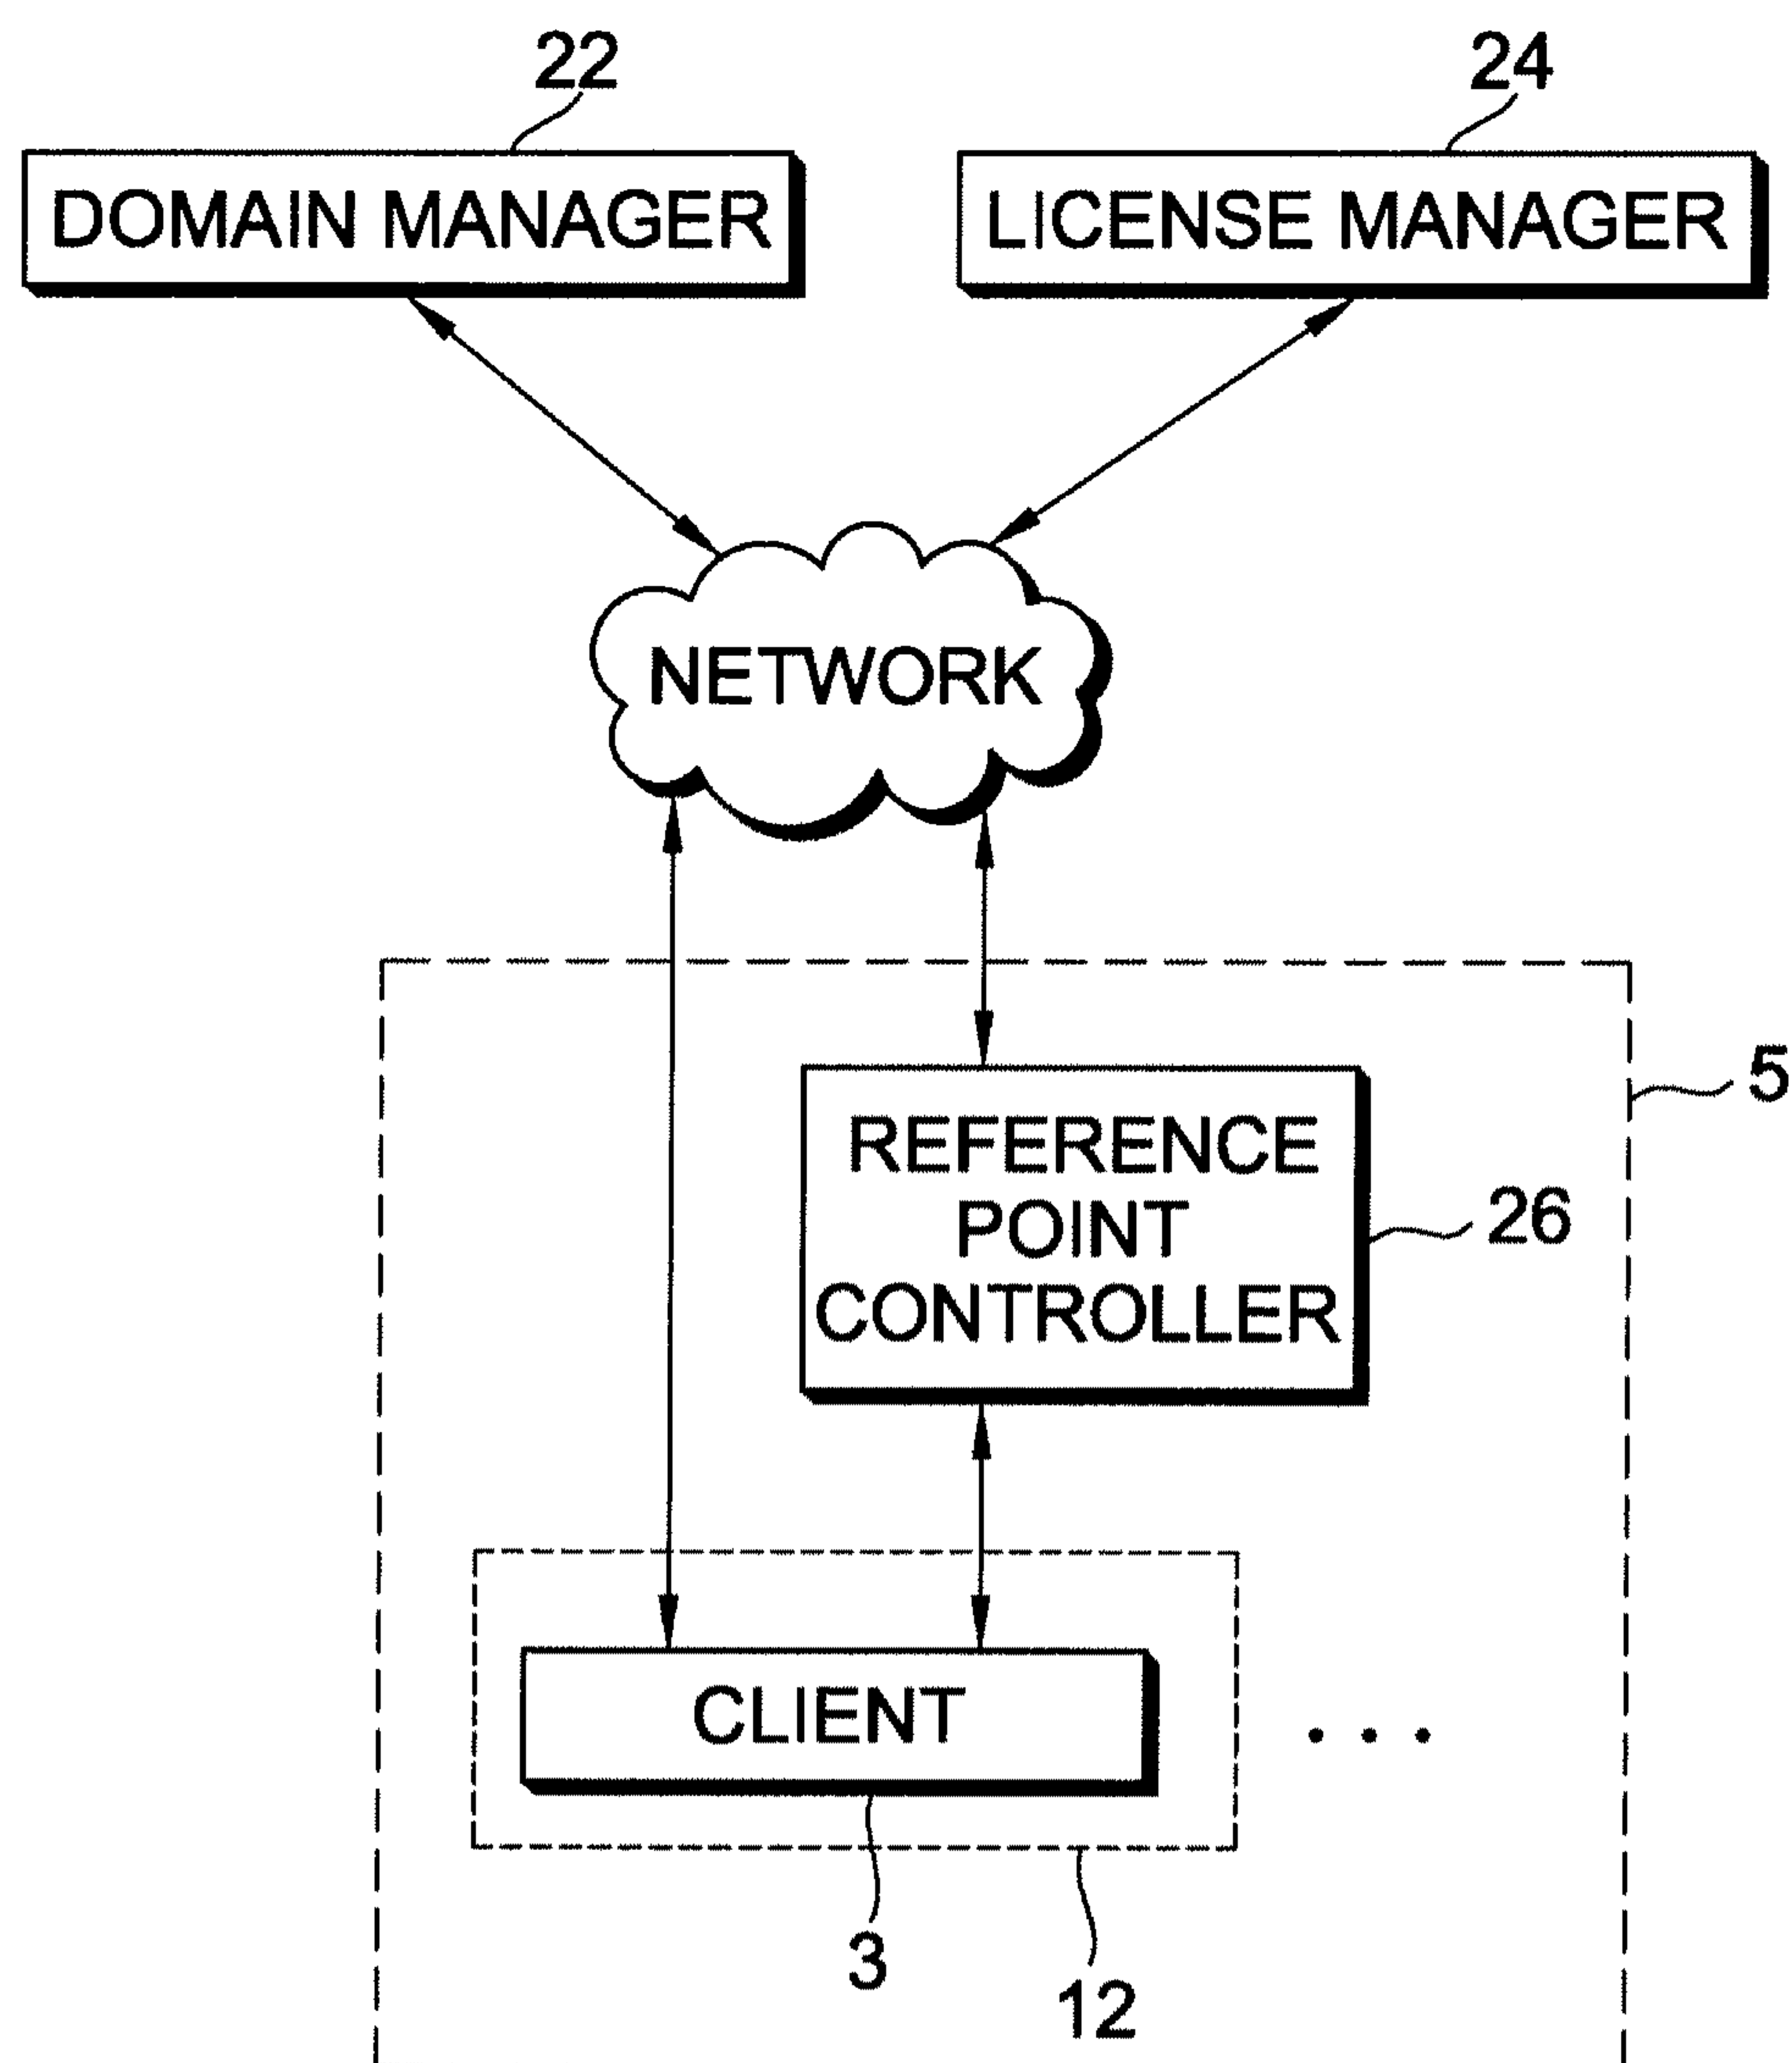 22
24
DOMAIN MANAGER
LICENSE MANAGER
NETWORK
5
REFERENCE
POINT
CONTROLLER
26
CLIENT
...
3
12